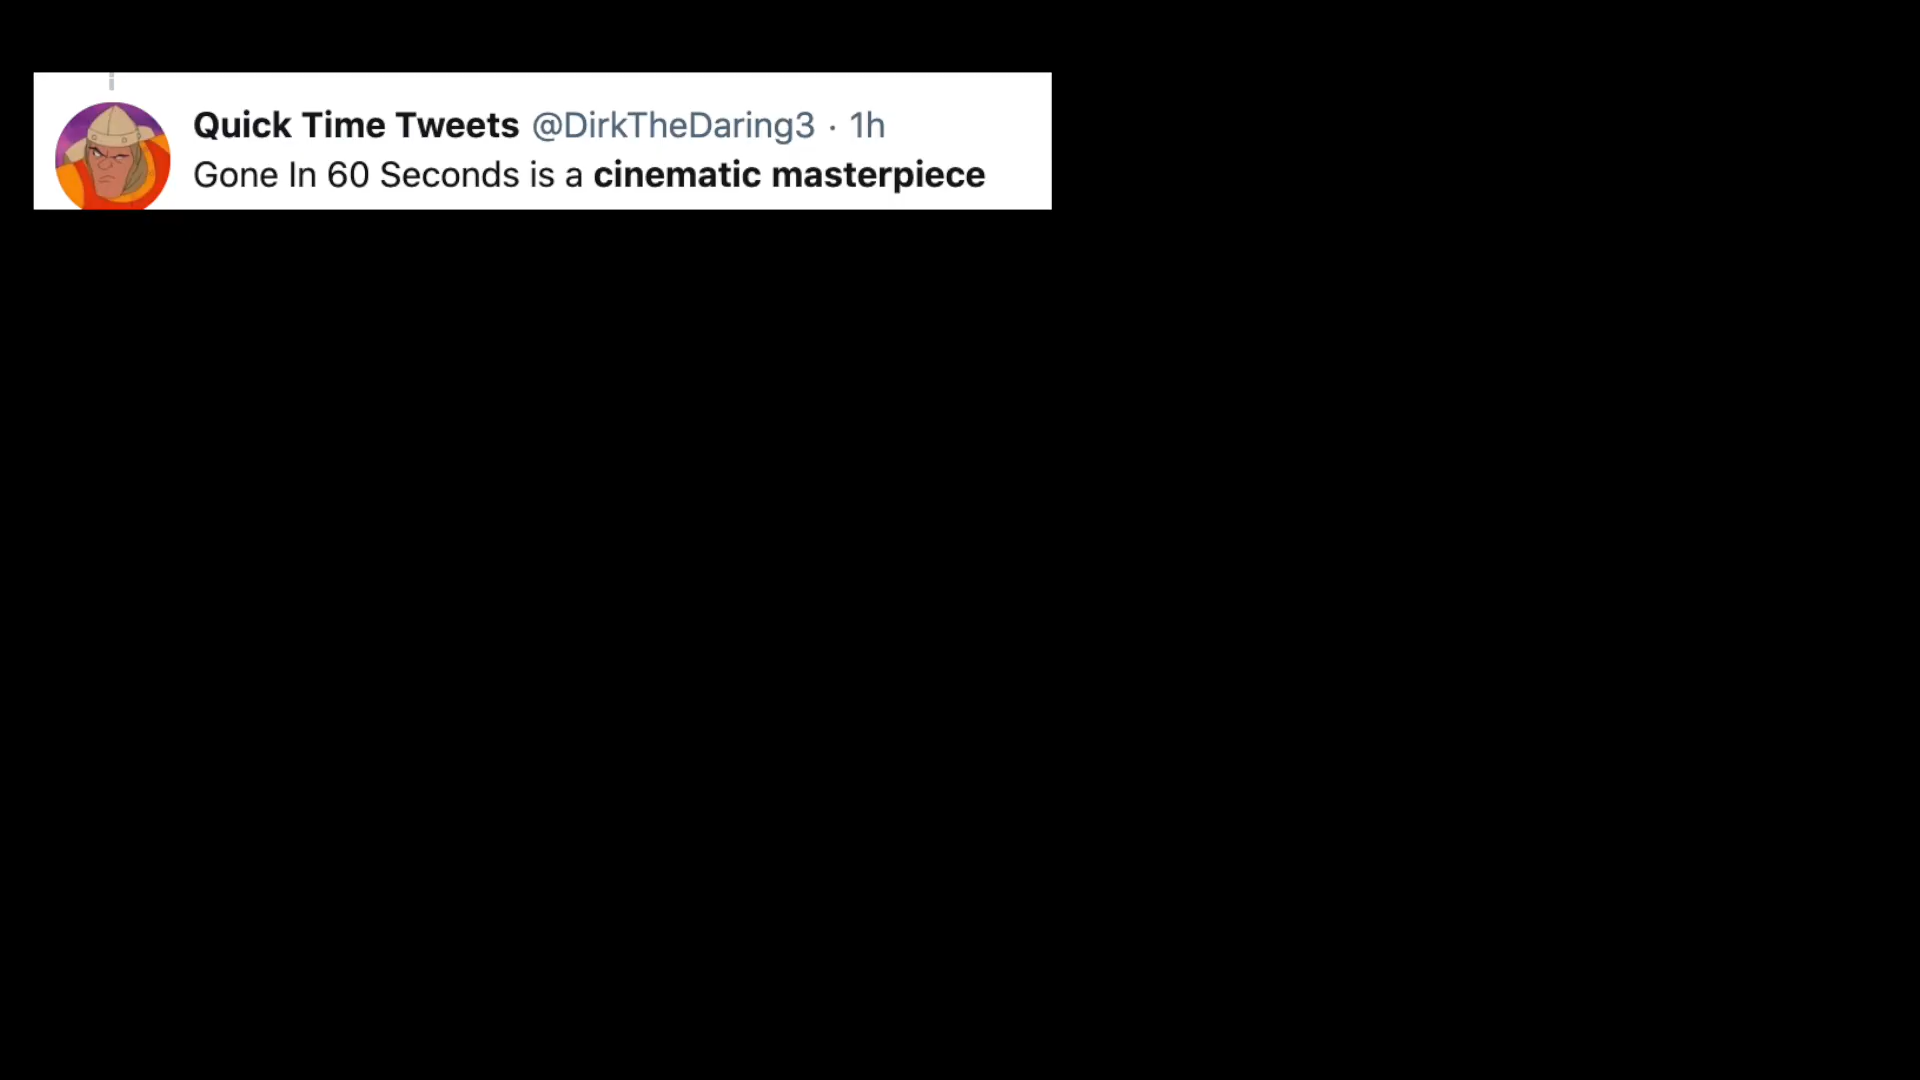 Quick Time Tweets @DirkTheDaring3 · 1h
Gone In 60 Seconds is a cinematic masterpiece